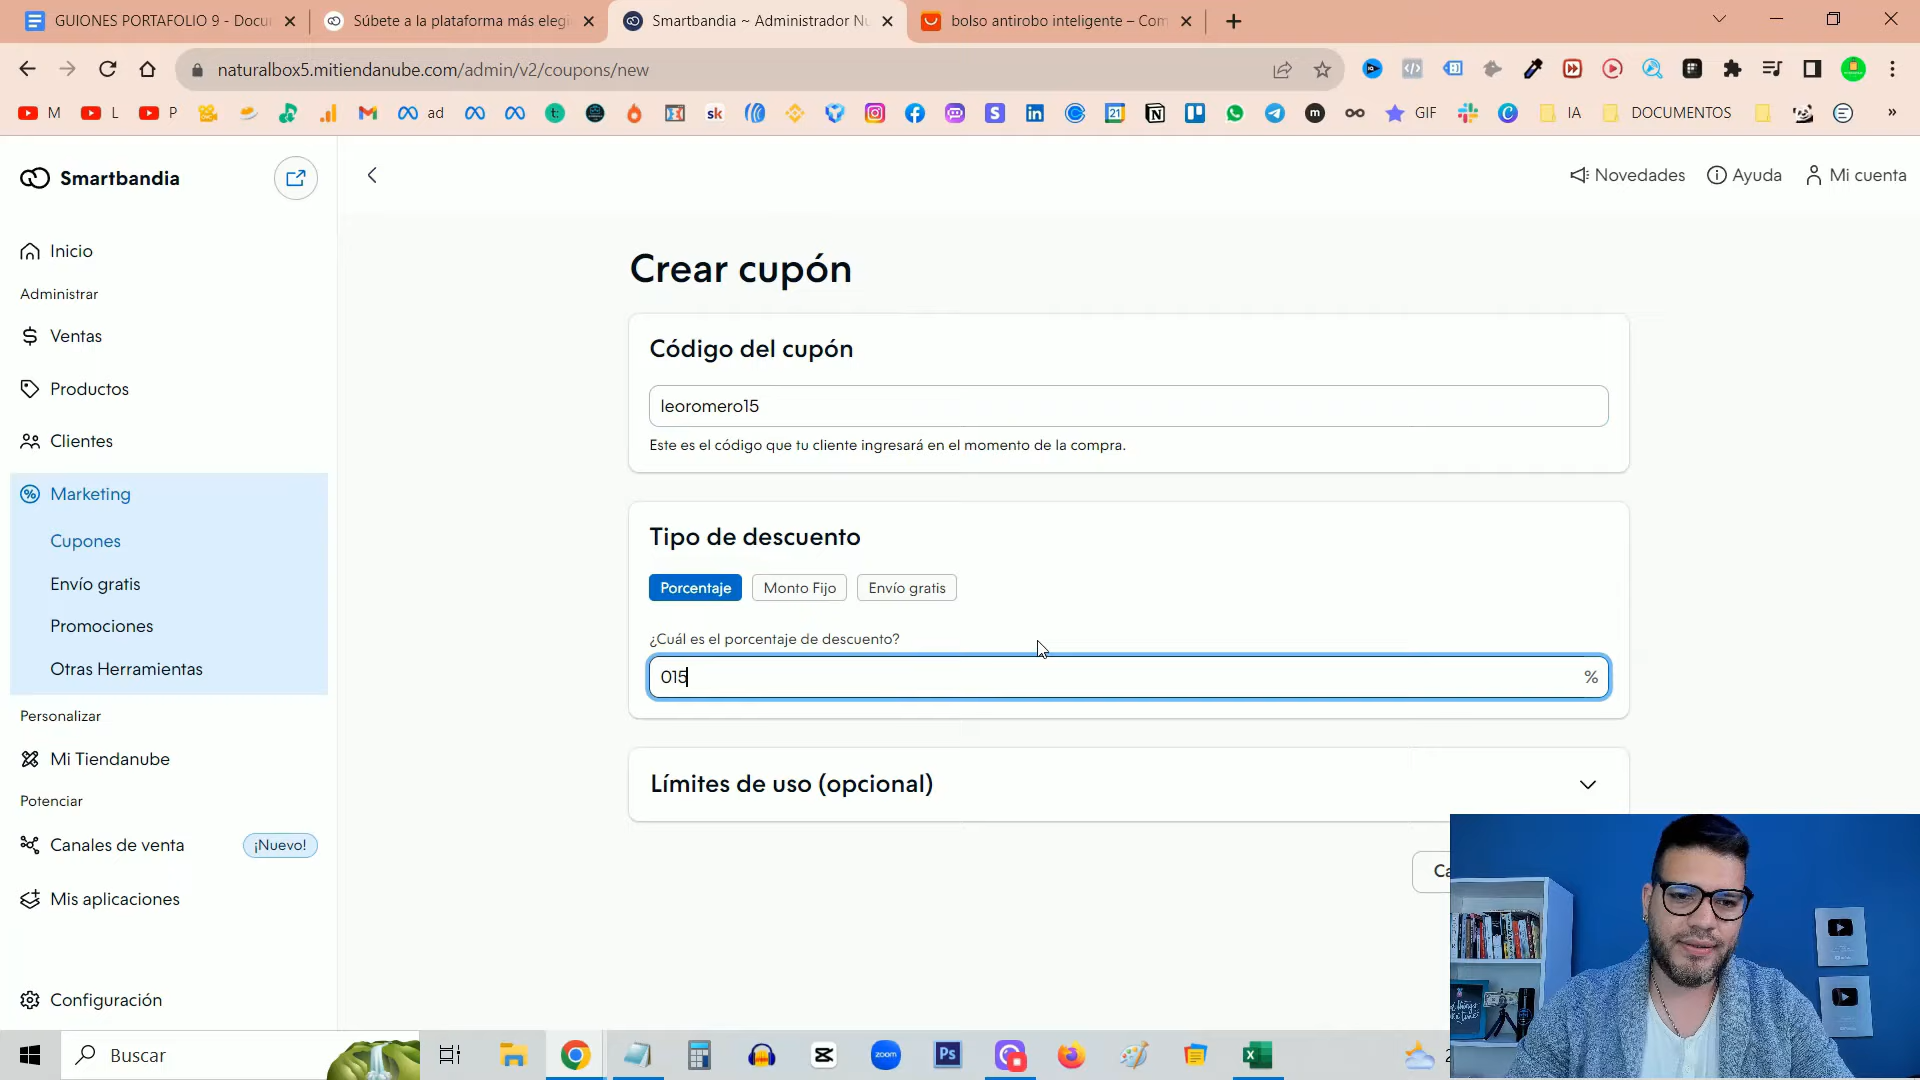 GUIONES PORTAFOLIO 9 - Docu
Súbete a la plataforma más elegi
Smartbandia ~ Administrador Nu
bolso antirobo inteligente – Com
naturalbox5.mitiendanube.com/admin/v2/coupons/new
M
L
P
ad
sk
21
GIF
IA
DOCUMENTOS
Smartbandia
Novedades
Ayuda
Mi cuenta
Inicio
Administrar
Ventas
Productos
Clientes
Marketing
Cupones
Envío gratis
Promociones
Otras Herramientas
Personalizar
Mi Tiendanube
Potenciar
Canales de venta
¡Nuevo!
Mis aplicaciones
Configuración
Crear cupón
Código del cupón
leoromero15
Este es el código que tu cliente ingresará en el momento de la compra.
Tipo de descuento
Porcentaje
Monto Fijo
Envío gratis
¿Cuál es el porcentaje de descuento?
015
%
Límites de uso (opcional)
Ca
Buscar
zoom
Ps